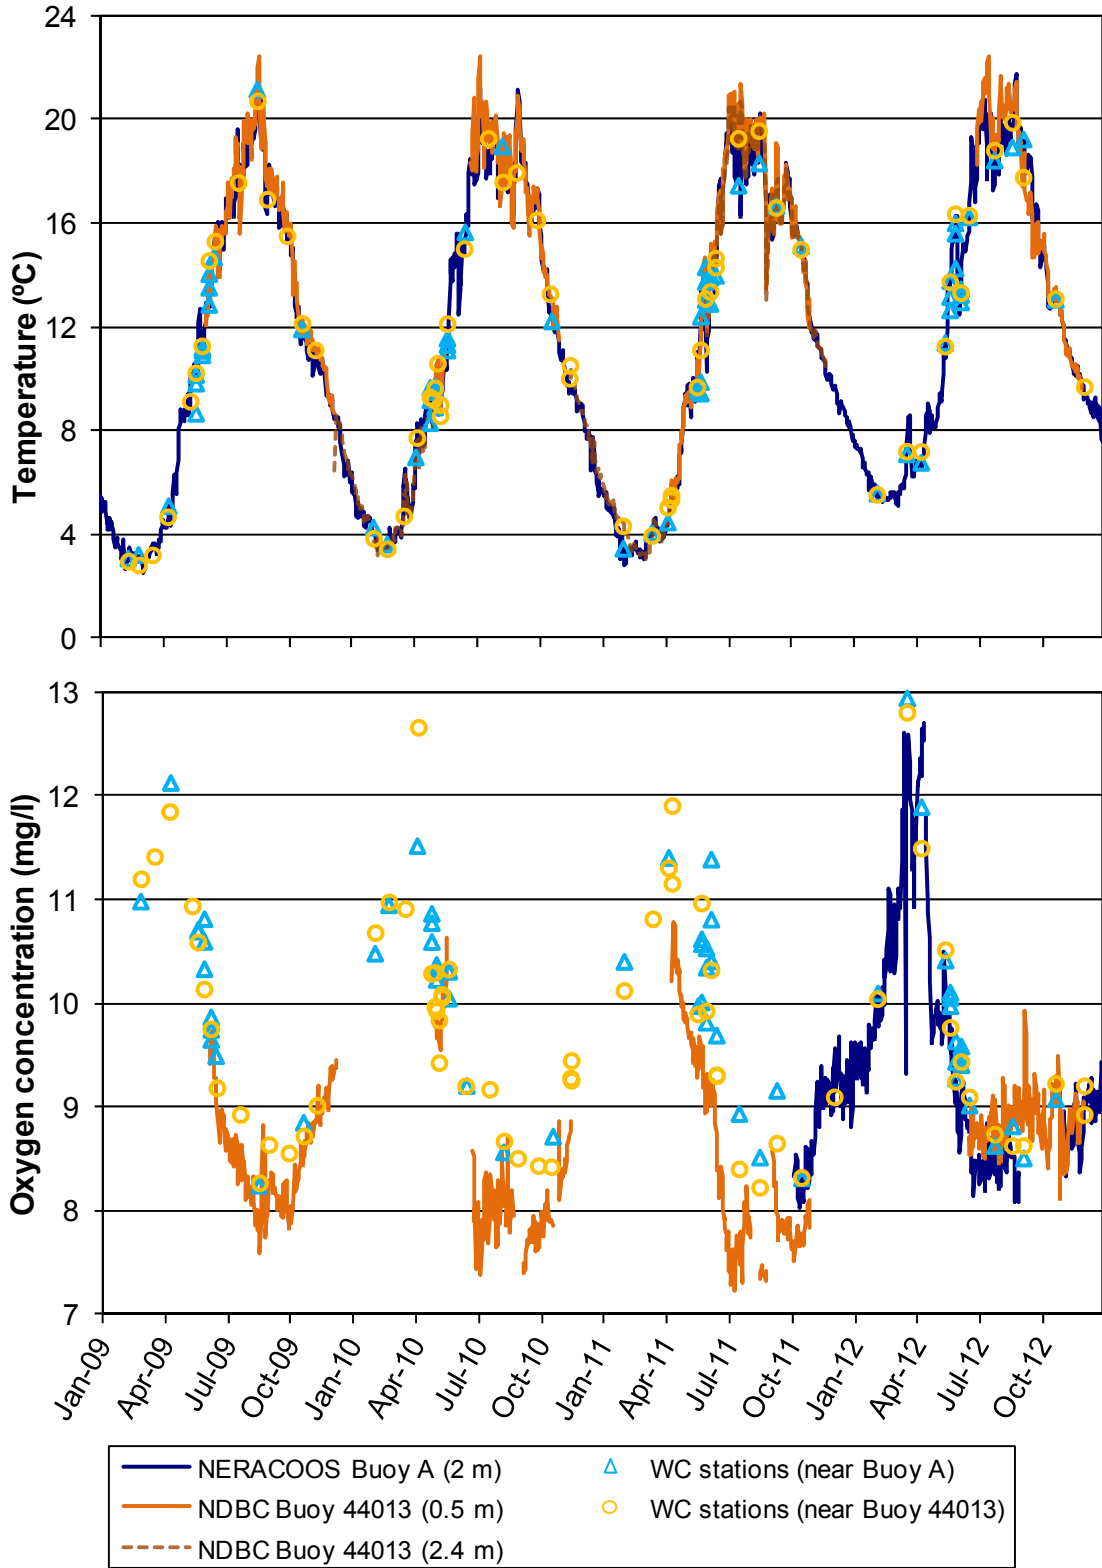 24
20
16
12
8
4
0
Temperature (ºC)
13
12
11
10
9
8
7
Oxygen concentration (mg/l)
Jan-09
Apr-09
Jul-09
Oct-09
Jan-10
Apr-10
Jul-10
Oct-10
Jan-11
Apr-11
Jul-11
Oct-11
Jan-12
Apr-12
Jul-12
Oct-12
NERACOOS Buoy A (2 m)
WC stations (near Buoy A)
NDBC Buoy 44013 (0.5 m)
WC stations (near Buoy 44013)
NDBC Buoy 44013 (2.4 m)